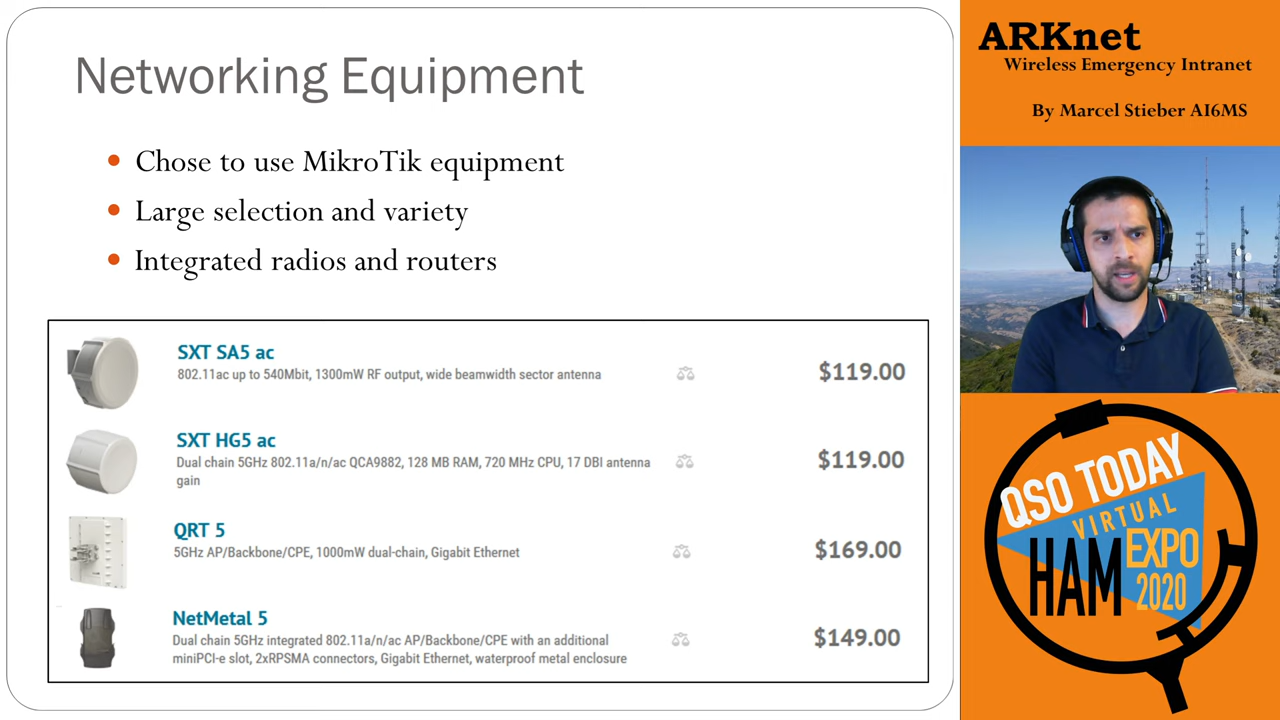 Networking Equipment
Chose to use MikroTik equipment
Large selection and variety
Integrated radios and routers
SXT SA5 ac
802.11ac up to 540Mbit, 1300mW RF output, wide beamwidth sector antenna
$119.00
SXT HG5 ac
Dual chain 5GHz 802.11a/n/ac QCA9882, 128 MB RAM, 720 MHz CPU, 17 DBI antenna
gain
$119.00
QRT 5
5GHz AP/Backbone/CPE, 1000mW dual-chain, Gigabit Ethernet
$169.00
NetMetal 5
Dual chain 5GHz integrated 802.11a/n/ac AP/Backbone/CPE with an additional
miniPCI-e slot, 2xRPSMA connectors, Gigabit Ethernet, waterproof metal enclosure
$149.00
ARKnet
Wireless Emergency Intranet
By Marcel Stieber AI6MS
QSO TODAY
VIRTUAL
HAM EXPO
2020